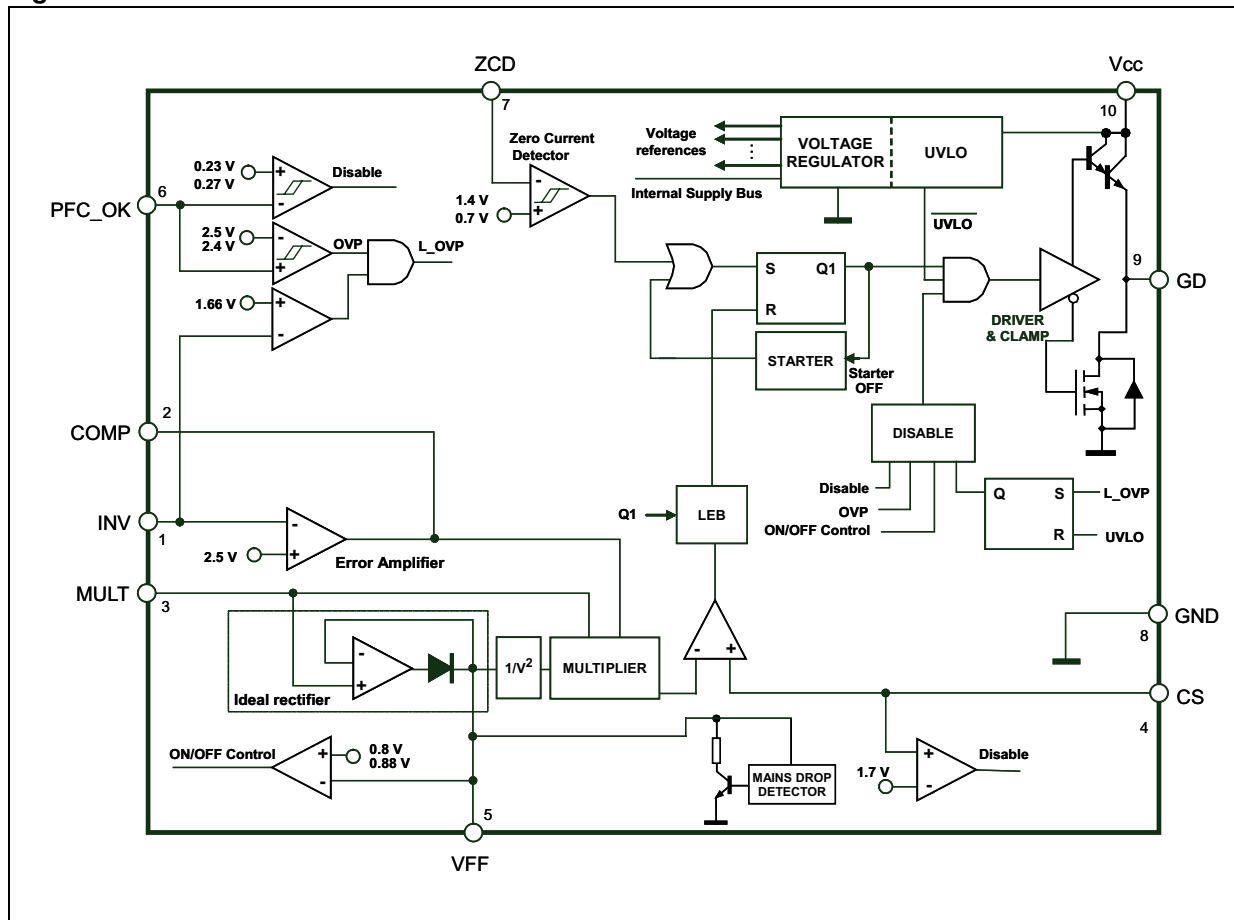 ZCD
7
Vcc
10
Zero Current
Detector
Voltage
references
VOLTAGE
REGULATOR
UVLO
Internal Supply Bus
0.23 V
0.27 V
Disable
6
PFC_OK
1.4 V
0.7 V
+
-
-
+
2.5 V
2.4 V
-
+
OVP
L_OVP
UVLO
1.66 V
+
-
S
Q1
R
9
GD
DRIVER
& CLAMP
STARTER
Starter
OFF
2
COMP
DISABLE
Disable
OVP
ON/OFF Control
Q
S
L_OVP
R
UVLO
Q1
LEB
INV
1
-
+
2.5 V
Error Amplifier
MULT
3
GND
8
-
+
Ideal rectifier
1/V2
MULTIPLIER
-
+
CS
4
ON/OFF Control
+
-
0.8 V
0.88 V
MAINS DROP
DETECTOR
+
-
1.7 V
Disable
5
VFF